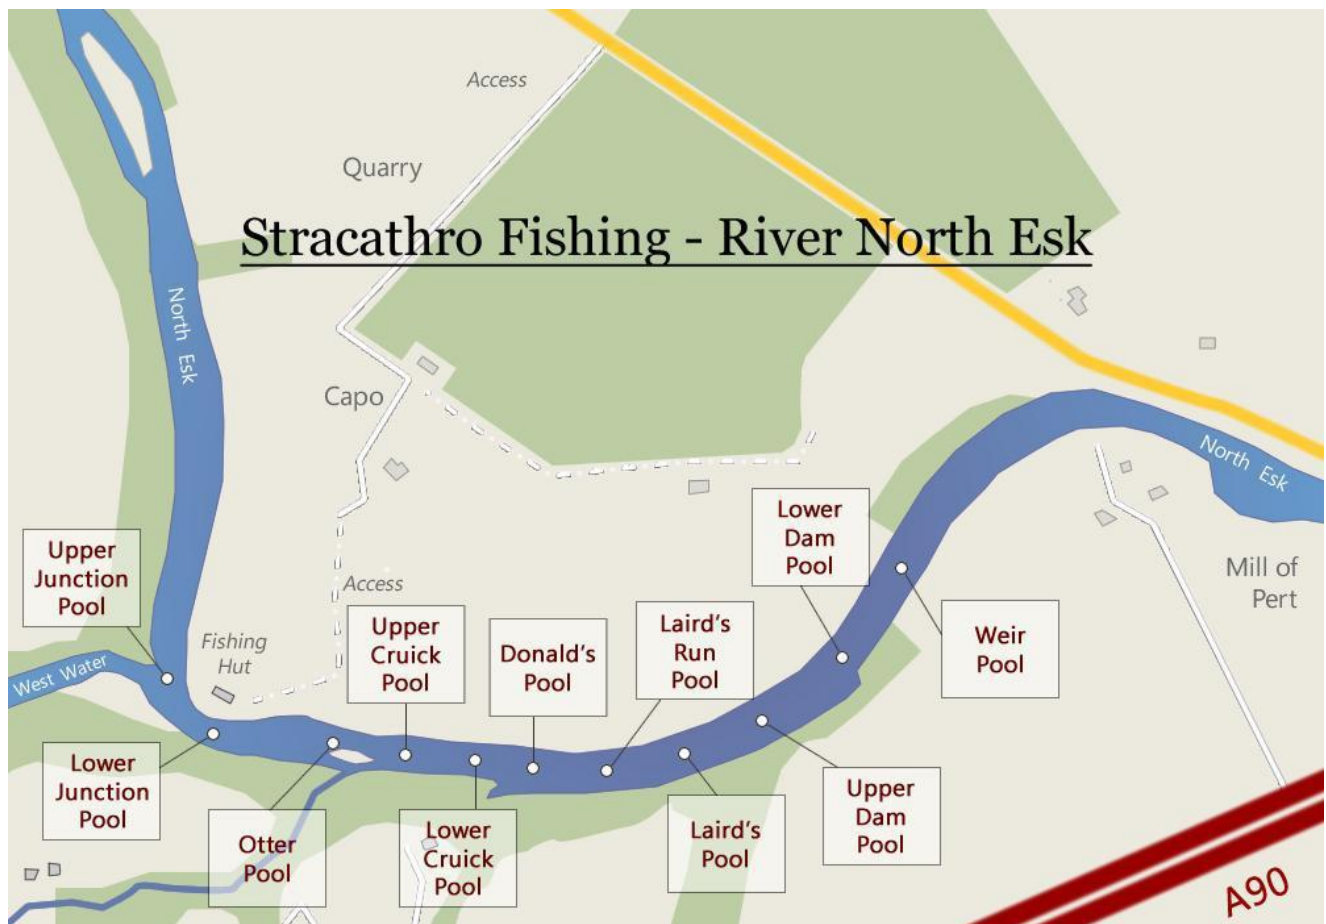 Access
Quarry
Stracathro Fishing - River North Esk
North Esk
Capo
North Esk
Lower
Dam
Pool
Upper
Junction
Pool
Mill of
Pert
Access
Fishing
Hut
Upper
Cruick
Pool
Donald's
Pool
Laird's
Run
Pool
Weir
Pool
West Water
Lower
Junction
Pool
Otter
Pool
Lower
Cruick
Pool
Laird's
Pool
Upper
Dam
Pool
A90